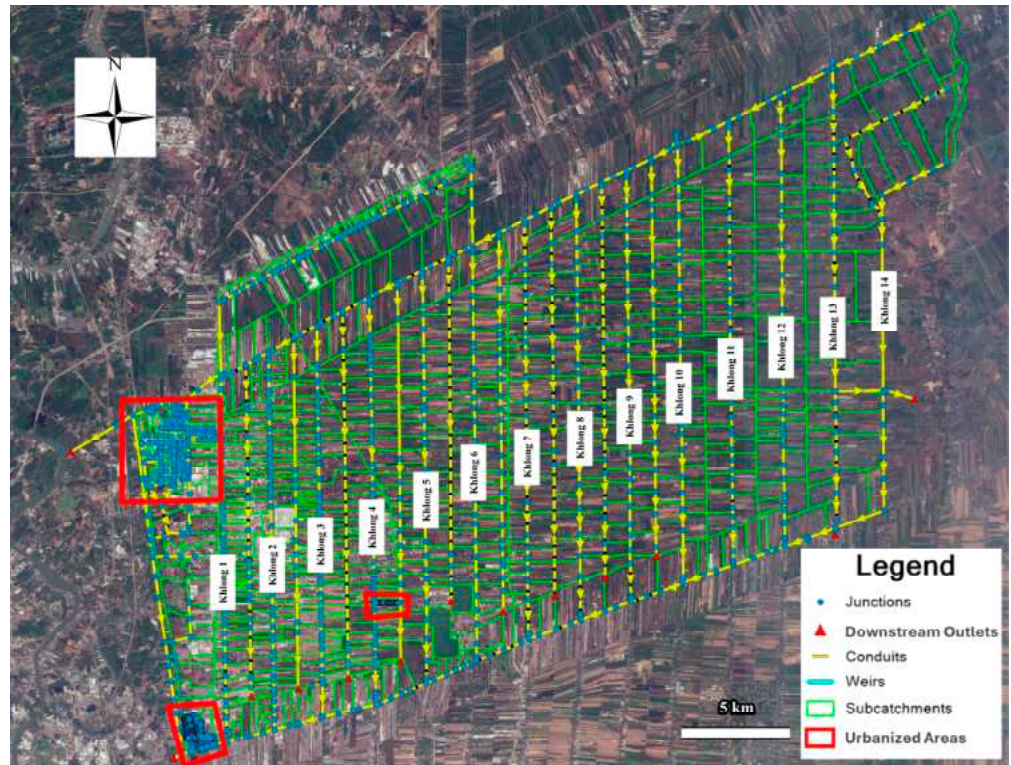 N
Khlong 1
Khlong 2
Khlong 3
Khlong 4
Khlong 5
Khlong 6
Khlong 7
Khlong 8
Khlong 9
Khlong 10
Khlong 11
Khlong 12
Khlong 13
Khlong 14
5 km
Legend
Junctions
Downstream Outlets
Conduits
Weirs
Subcatchments
Urbanized Areas